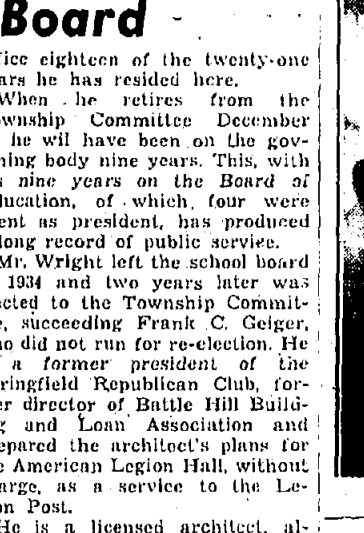 Board
fice eighteen of the twenty-one
ars he has resided here.
When he retires from the
ownship Committee December
he wil have been on the gov-
ning body nine years. This, with
s nine years on the Board of
ducation, of which four were
ent as president, has produced
long record of public service.
Mr. Wright left the school board
1934 and two years later was
ected to the Township Commit-
e, succeeding Frank C. Geiger,
ho did not run for re-election. He
a former president of the
ringfield Republican Club, for-
er director of Battle Hill Build-
g and Loan Association and
epared the architect's plans for
e American Legion Hall, without
arge, as a service to the Le-
on Post.
He is a licensed architect, al-